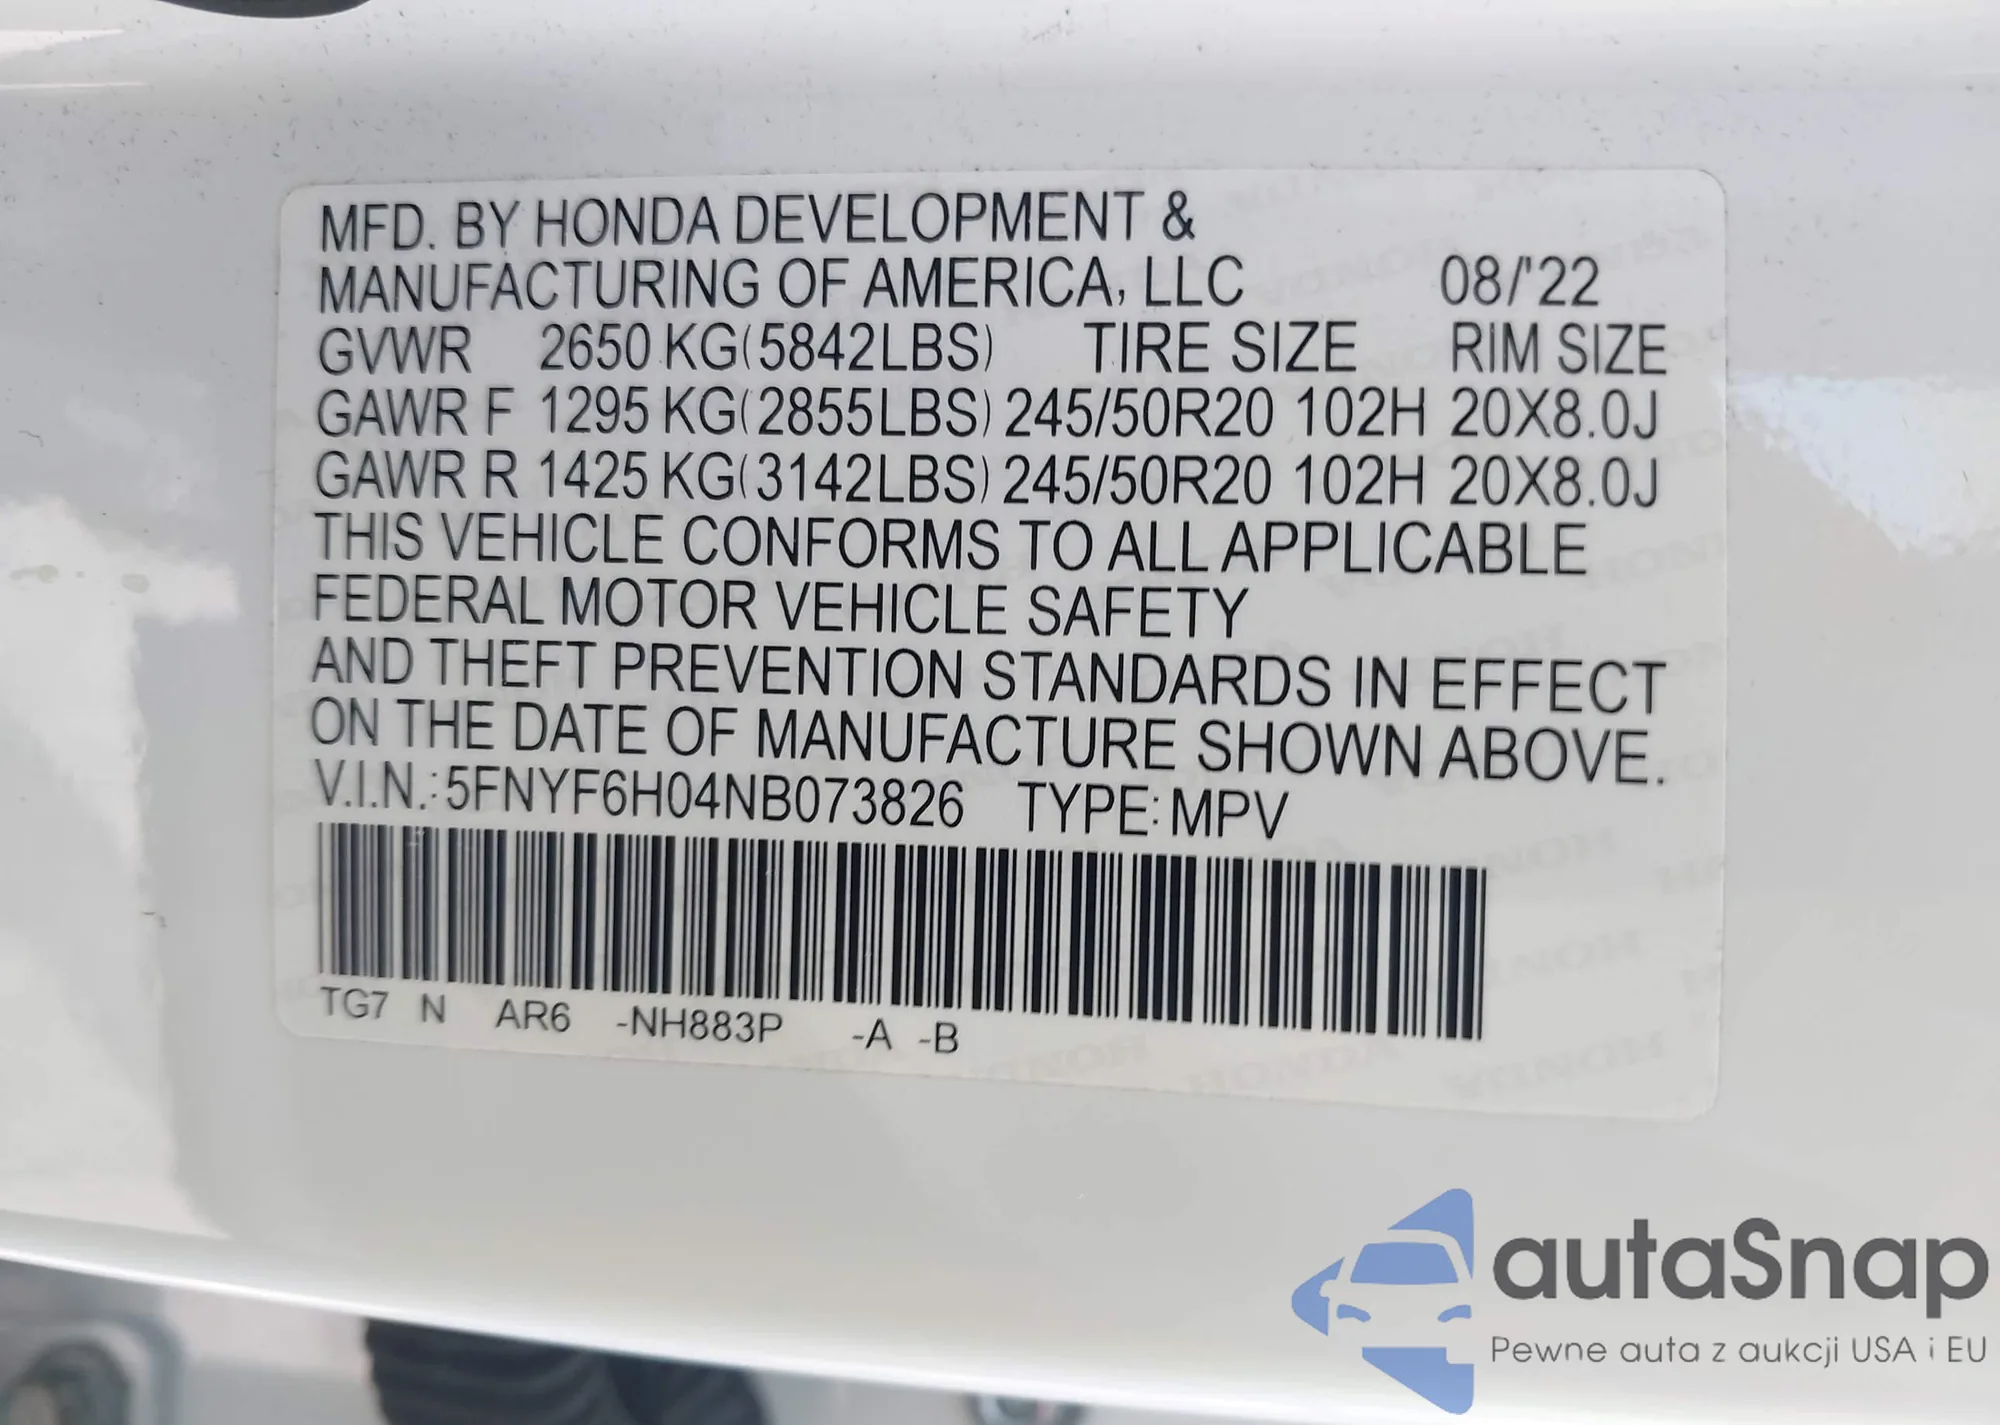 MFD. BY HONDA DEVELOPMENT &
MANUFACTURING OF AMERICA, LLC 08/'22
GVWR 2650 KG(5842LBS) TIRE SIZE RIM SIZE
GAWR F 1295 KG(2855LBS) 245/50R20 102H 20X8.0J
GAWR R 1425 KG(3142LBS) 245/50R20 102H 20X8.0J
THIS VEHICLE CONFORMS TO ALL APPLICABLE
FEDERAL MOTOR VEHICLE SAFETY
AND THEFT PREVENTION STANDARDS IN EFFECT
ON THE DATE OF MANUFACTURE SHOWN ABOVE.
V.I.N.:5FNYF6H04NB073826 TYPE:MPV
TG7 N AR6 -NH883P -A -B
autaSnap
Pewne auta z aukcji USA i EU